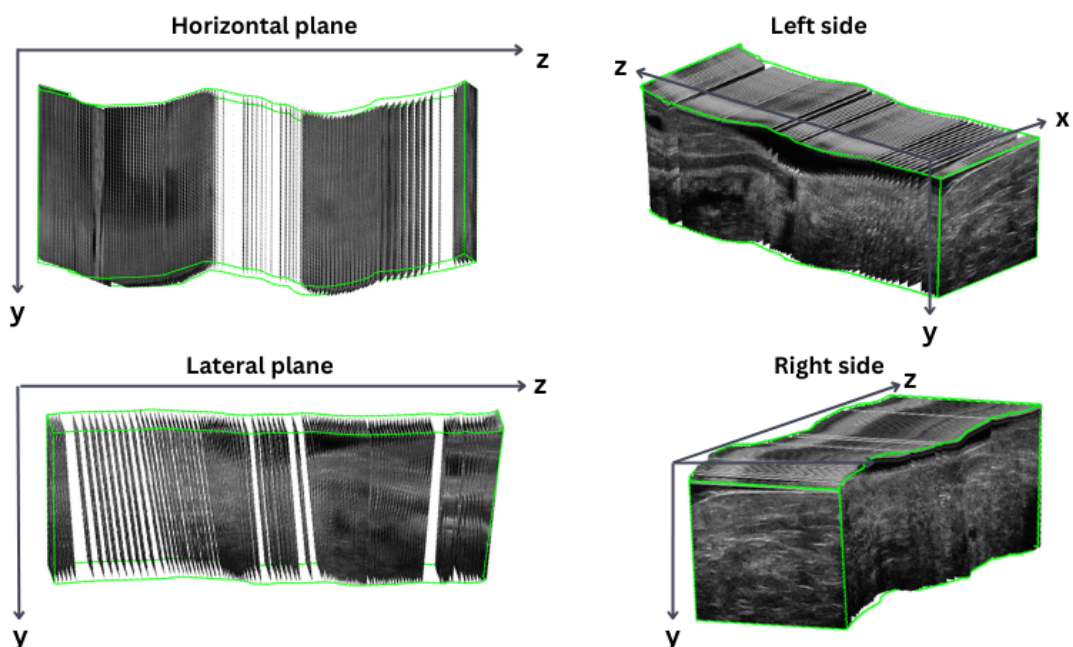 Horizontal plane
z
y
Left side
z
x
y
Lateral plane
z
y
Right side
z
y